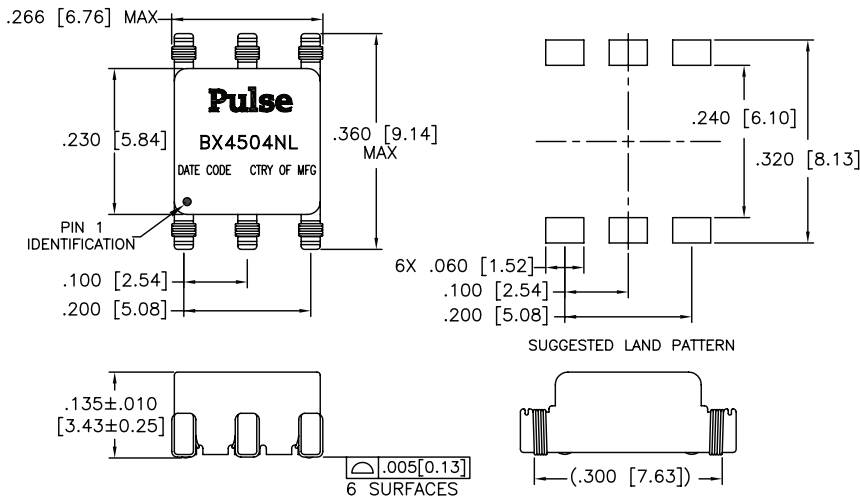 .266 [6.76] MAX
Pulse
BX4504NL
DATE CODE CTRY OF MFG
.230 [5.84]
.360 [9.14]
MAX
PIN 1
IDENTIFICATION
.100 [2.54]
.200 [5.08]
.240 [6.10]
.320 [8.13]
6X .060 [1.52]
.100 [2.54]
.200 [5.08]
SUGGESTED LAND PATTERN
.135±.010
[3.43±0.25]
.005[0.13]
6 SURFACES
(.300 [7.63])